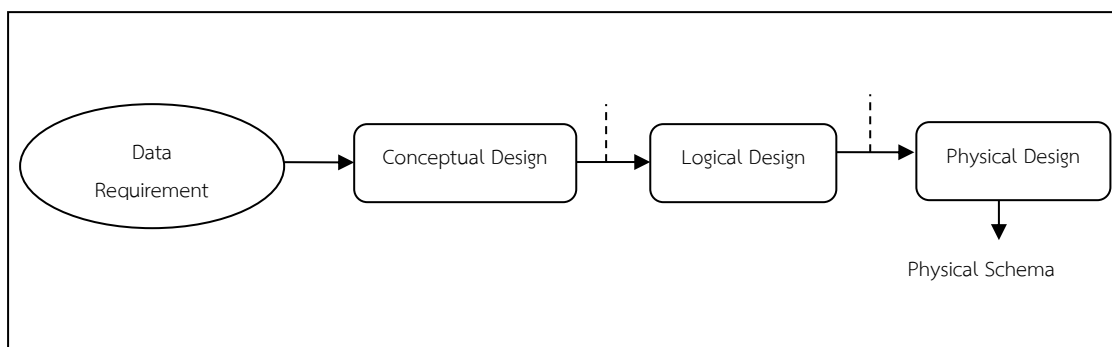 Data
Requirement
Conceptual Design
Logical Design
Physical Design
Physical Schema